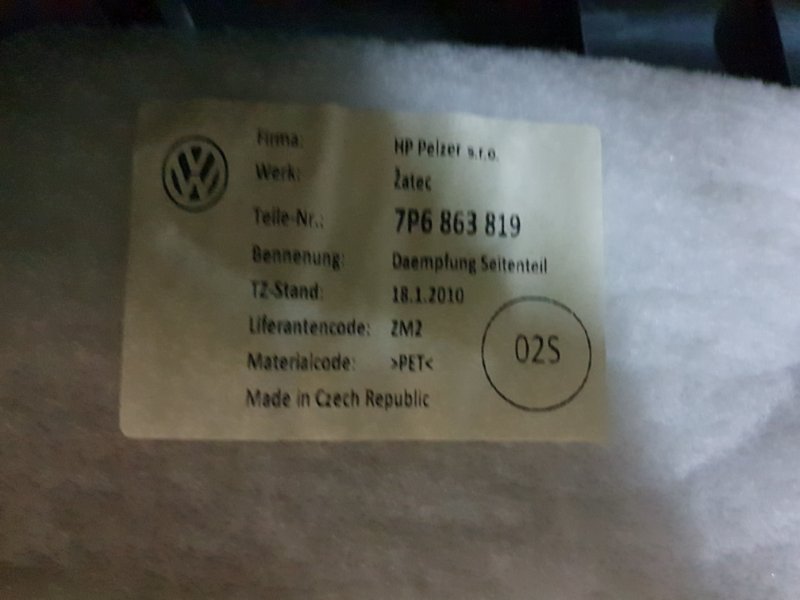 Firma: HP Pelzer s.r.o.
Werk: Žatec
Teile-Nr.: 7P6 863 819
Bennenung: Daempfung Seitenteil
TZ-Stand: 18.1.2010
Liferantencode: 2M2
Materialcode: >PET<
02S
Made in Czech Republic